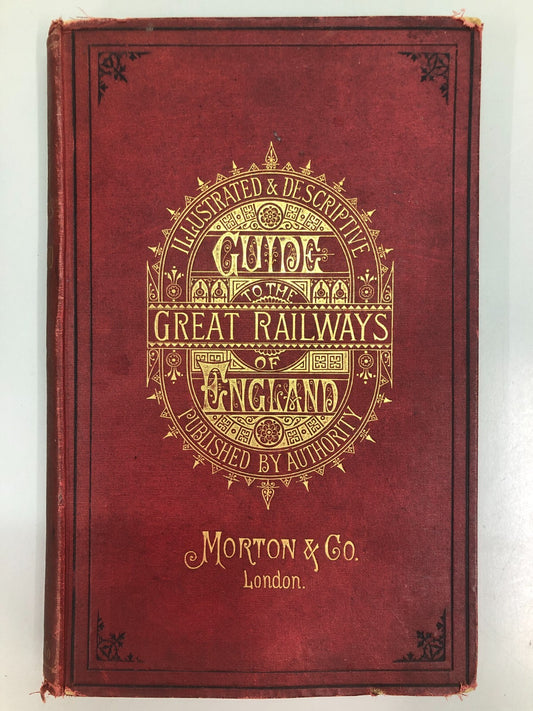 ILLUSTRATED & DESCRIPTIVE
GUIDE
TO THE
GREAT RAILWAYS
OF
ENGLAND
PUBLISHED BY AUTHORITY
MORTON & CO.
London.